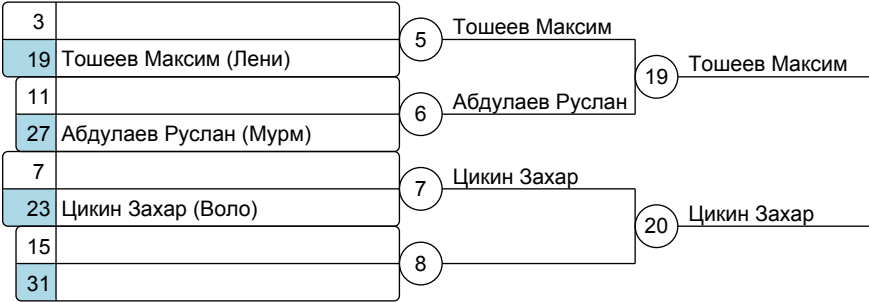 3
5
Тошеев Максим
19 Тошеев Максим (Лени)
19
Тошеев Максим
11
6
Абдулаев Руслан
27 Абдулаев Руслан (Мурм)
7
7
Цикин Захар
23 Цикин Захар (Воло)
20
Цикин Захар
15
8
31